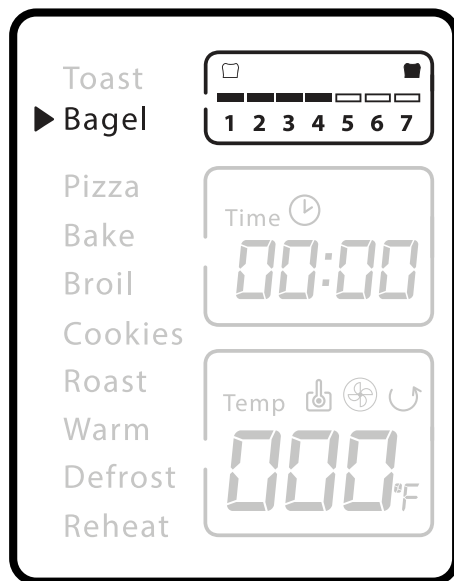 Toast
Bagel
1 2 3 4 5 6 7
Pizza
Bake
Broil
Cookies
Roast
Warm
Defrost
Reheat
Time
00:00
Temp
000°F